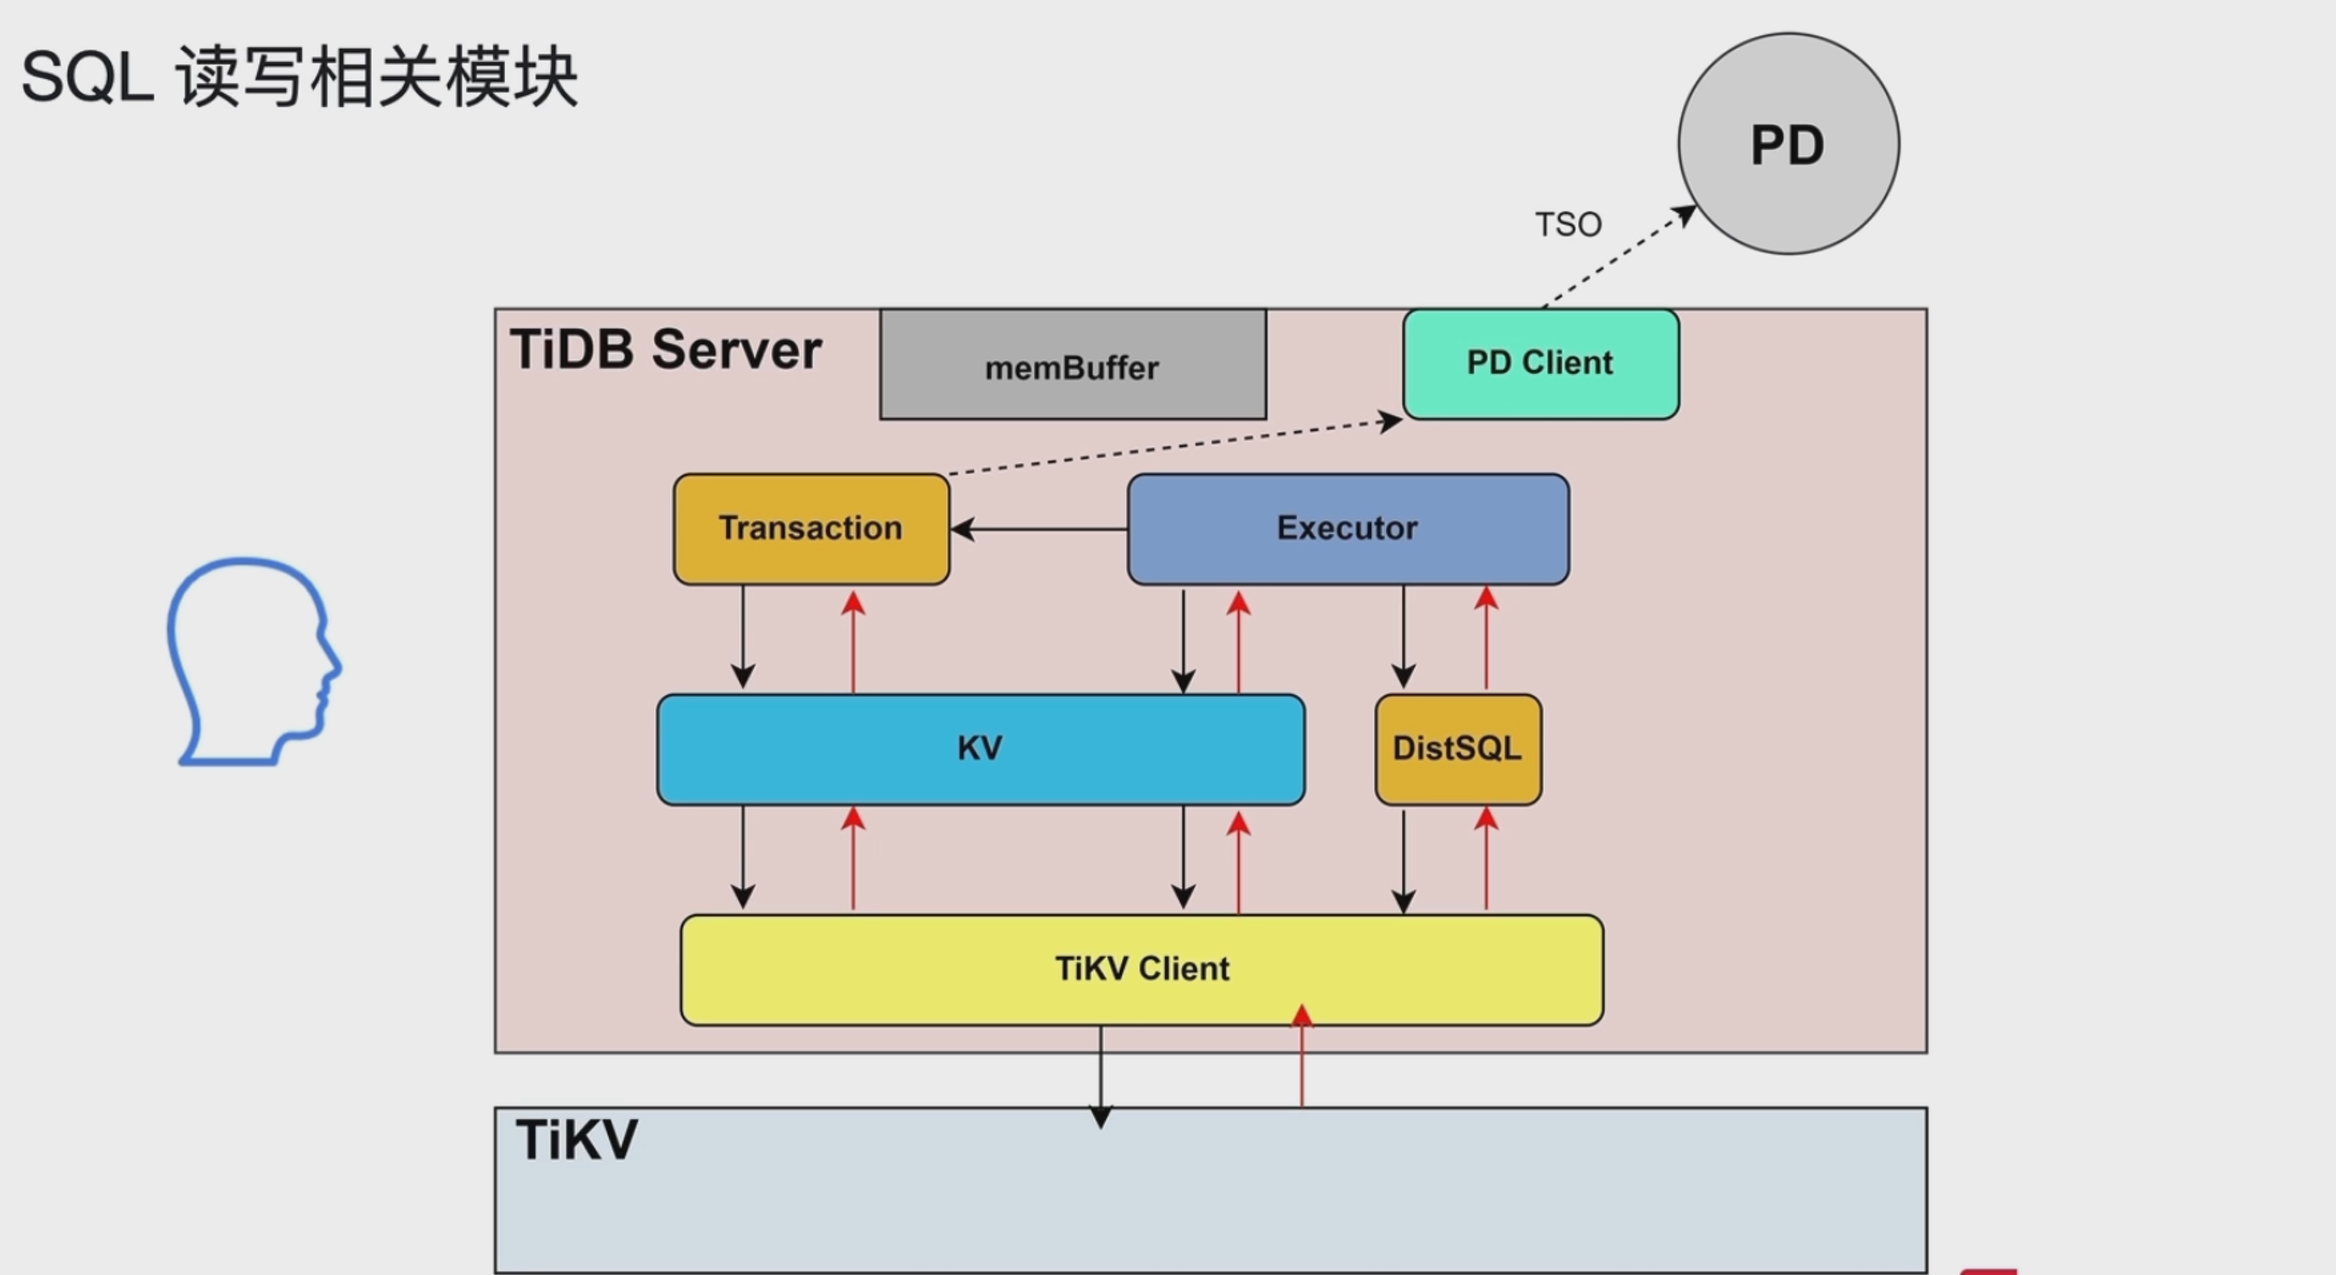 SQL 读写相关模块
PD
TSO
TiDB Server
memBuffer
PD Client
Transaction
Executor
KV
DistSQL
TiKV Client
TiKV